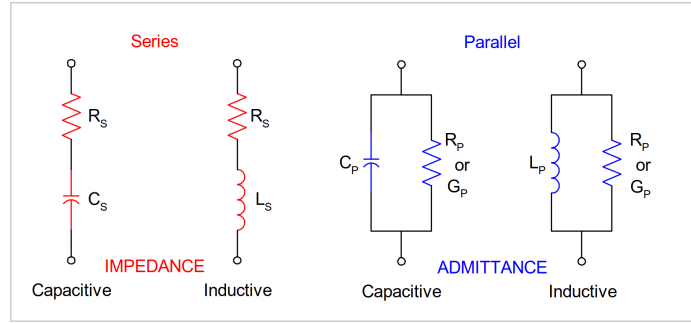 Series
Parallel
R_S
R_S
C_S
L_S
C_P
R_P
or
G_P
L_P
R_P
or
G_P
IMPEDANCE
ADMITTANCE
Capacitive
Inductive
Capacitive
Inductive